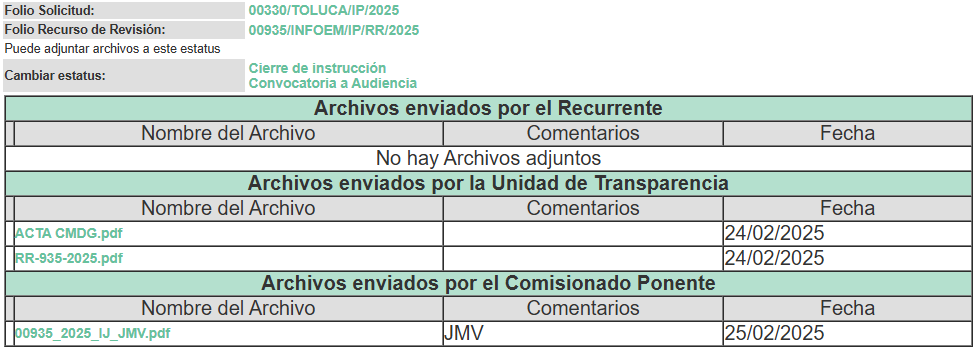 Folio Solicitud: 00330/TOLUCA/IP/2025
Folio Recurso de Revisión: 00935/INFOEM/IP/RR/2025
Puede adjuntar archivos a este estatus
Cambiar estatus: Cierre de instrucción
Convocatoria a Audiencia
Archivos enviados por el Recurrente
Nombre del Archivo Comentarios Fecha
No hay Archivos adjuntos
Archivos enviados por la Unidad de Transparencia
Nombre del Archivo Comentarios Fecha
ACTA CMDG.pdf 24/02/2025
RR-935-2025.pdf 24/02/2025
Archivos enviados por el Comisionado Ponente
Nombre del Archivo Comentarios Fecha
00935_2025_IJ_JMV.pdf JMV 25/02/2025